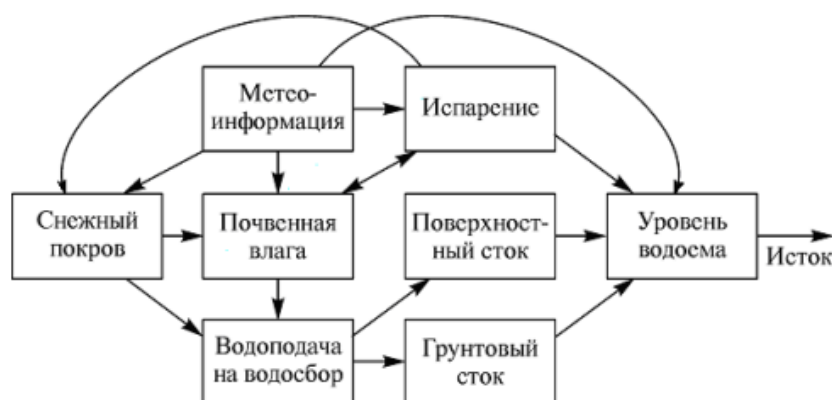 Метео-
информация
Испарение
Снежный
покров
Почвенная
влага
Поверхност-
ный сток
Уровень
водоема
Исток
Водоподача
на водосбор
Грунтовый
сток